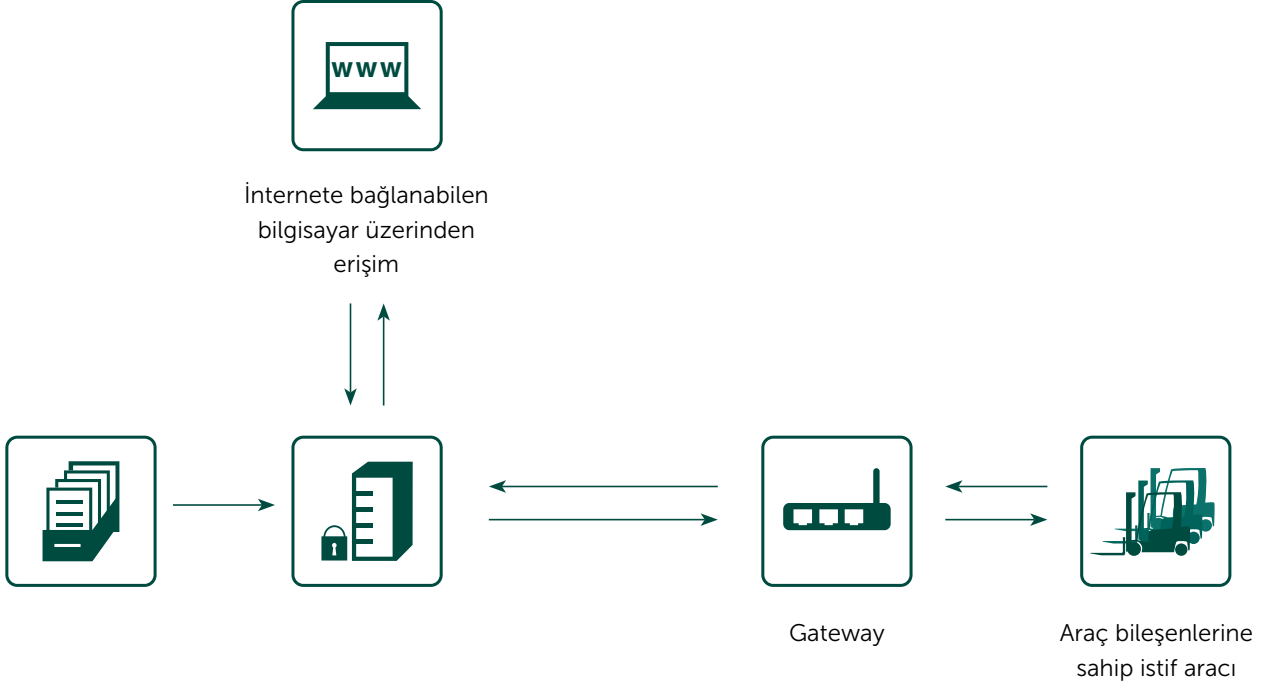 www
İnternete bağlanabilen
bilgisayar üzerinden
erişim
Gateway
Araç bileşenlerine
sahip istif aracı